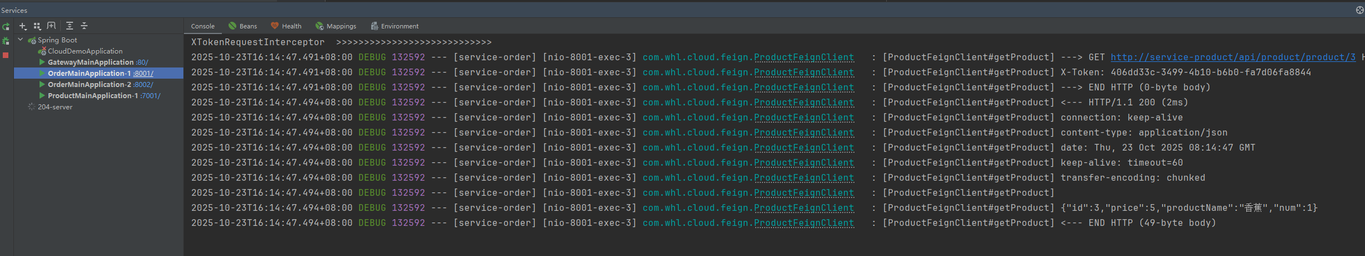 Services
Spring Boot
CloudDemoApplication
GatewayMainApplication :80/
OrderMainApplication-1 :8001/
OrderMainApplication-2 :8002/
ProductMainApplication-1 :7001/
204-server
Console Beans Health Mappings Environment
XTokenRequestInterceptor >>>>>>>>>>>>>>>>>>>>>>>>>>>>
2025-10-23T16:14:47.491+08:00 DEBUG 132592 --- [service-order] [nio-8001-exec-3] com.whl.cloud.feign.ProductFeignClient : [ProductFeignClient#getProduct] ---> GET http://service-product/api/product/product/3 H
2025-10-23T16:14:47.491+08:00 DEBUG 132592 --- [service-order] [nio-8001-exec-3] com.whl.cloud.feign.ProductFeignClient : [ProductFeignClient#getProduct] X-Token: 406dd33c-3499-4b10-b6b0-fa7d06fa8844
2025-10-23T16:14:47.491+08:00 DEBUG 132592 --- [service-order] [nio-8001-exec-3] com.whl.cloud.feign.ProductFeignClient : [ProductFeignClient#getProduct] ---> END HTTP (0-byte body)
2025-10-23T16:14:47.494+08:00 DEBUG 132592 --- [service-order] [nio-8001-exec-3] com.whl.cloud.feign.ProductFeignClient : [ProductFeignClient#getProduct] <--- HTTP/1.1 200 (2ms)
2025-10-23T16:14:47.494+08:00 DEBUG 132592 --- [service-order] [nio-8001-exec-3] com.whl.cloud.feign.ProductFeignClient : [ProductFeignClient#getProduct] connection: keep-alive
2025-10-23T16:14:47.494+08:00 DEBUG 132592 --- [service-order] [nio-8001-exec-3] com.whl.cloud.feign.ProductFeignClient : [ProductFeignClient#getProduct] content-type: application/json
2025-10-23T16:14:47.494+08:00 DEBUG 132592 --- [service-order] [nio-8001-exec-3] com.whl.cloud.feign.ProductFeignClient : [ProductFeignClient#getProduct] date: Thu, 23 Oct 2025 08:14:47 GMT
2025-10-23T16:14:47.494+08:00 DEBUG 132592 --- [service-order] [nio-8001-exec-3] com.whl.cloud.feign.ProductFeignClient : [ProductFeignClient#getProduct] keep-alive: timeout=60
2025-10-23T16:14:47.494+08:00 DEBUG 132592 --- [service-order] [nio-8001-exec-3] com.whl.cloud.feign.ProductFeignClient : [ProductFeignClient#getProduct] transfer-encoding: chunked
2025-10-23T16:14:47.494+08:00 DEBUG 132592 --- [service-order] [nio-8001-exec-3] com.whl.cloud.feign.ProductFeignClient : [ProductFeignClient#getProduct]
2025-10-23T16:14:47.494+08:00 DEBUG 132592 --- [service-order] [nio-8001-exec-3] com.whl.cloud.feign.ProductFeignClient : [ProductFeignClient#getProduct] {"id":3,"price":5,"productName":"香蕉","num":1}
2025-10-23T16:14:47.494+08:00 DEBUG 132592 --- [service-order] [nio-8001-exec-3] com.whl.cloud.feign.ProductFeignClient : [ProductFeignClient#getProduct] <--- END HTTP (49-byte body)